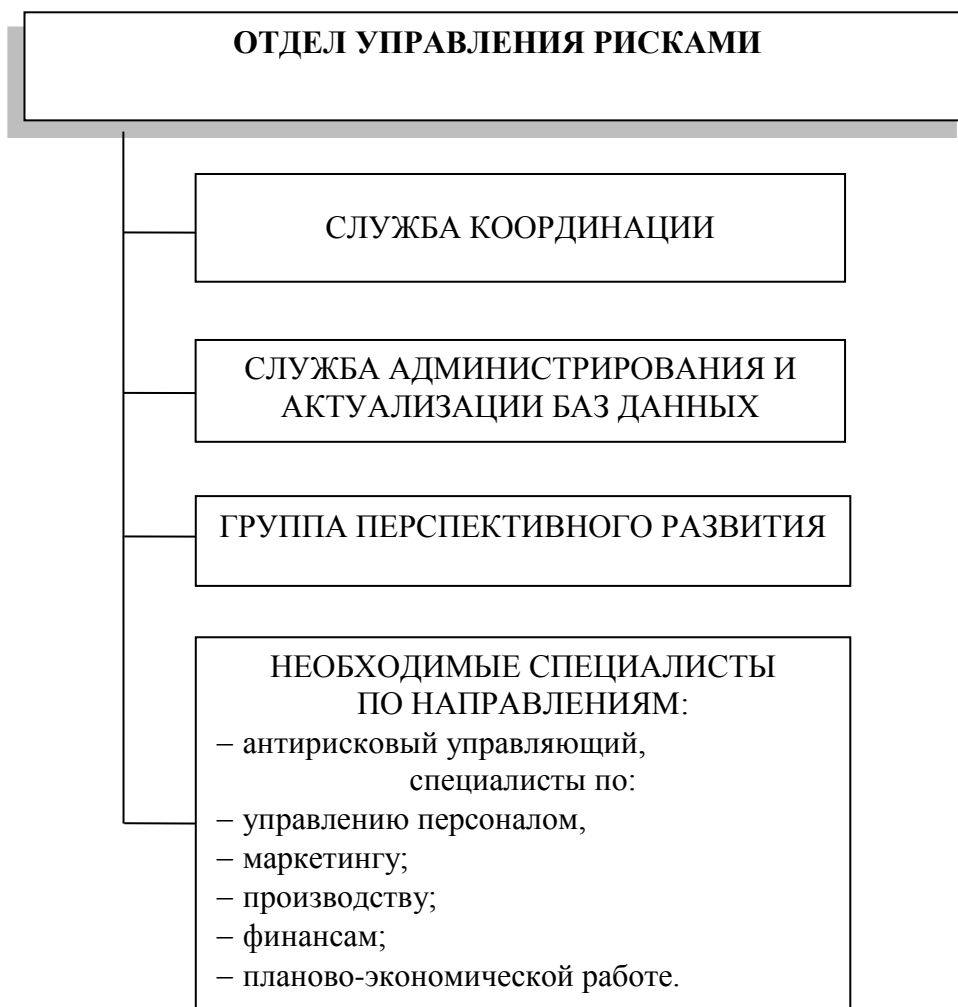 ОТДЕЛ УПРАВЛЕНИЯ РИСКАМИ
СЛУЖБА КООРДИНАЦИИ
СЛУЖБА АДМИНИСТРИРОВАНИЯ И
АКТУАЛИЗАЦИИ БАЗ ДАННЫХ
ГРУППА ПЕРСПЕКТИВНОГО РАЗВИТИЯ
НЕОБХОДИМЫЕ СПЕЦИАЛИСТЫ
ПО НАПРАВЛЕНИЯМ:
− антирисковый управляющий,
специалисты по:
− управлению персоналом,
− маркетингу;
− производству;
− финансам;
− планово-экономической работе.